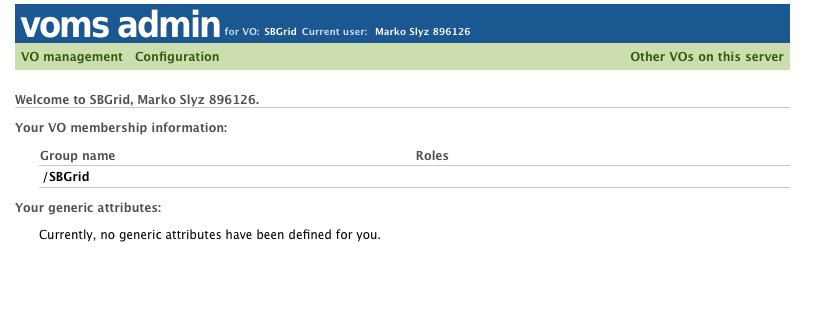 voms admin for VO: SBGrid Current user: Marko Slyz 896126
VO management Configuration Other VOs on this server
Welcome to SBGrid, Marko Slyz 896126.
Your VO membership information:
Group name Roles
/SBGrid
Your generic attributes:
Currently, no generic attributes have been defined for you.